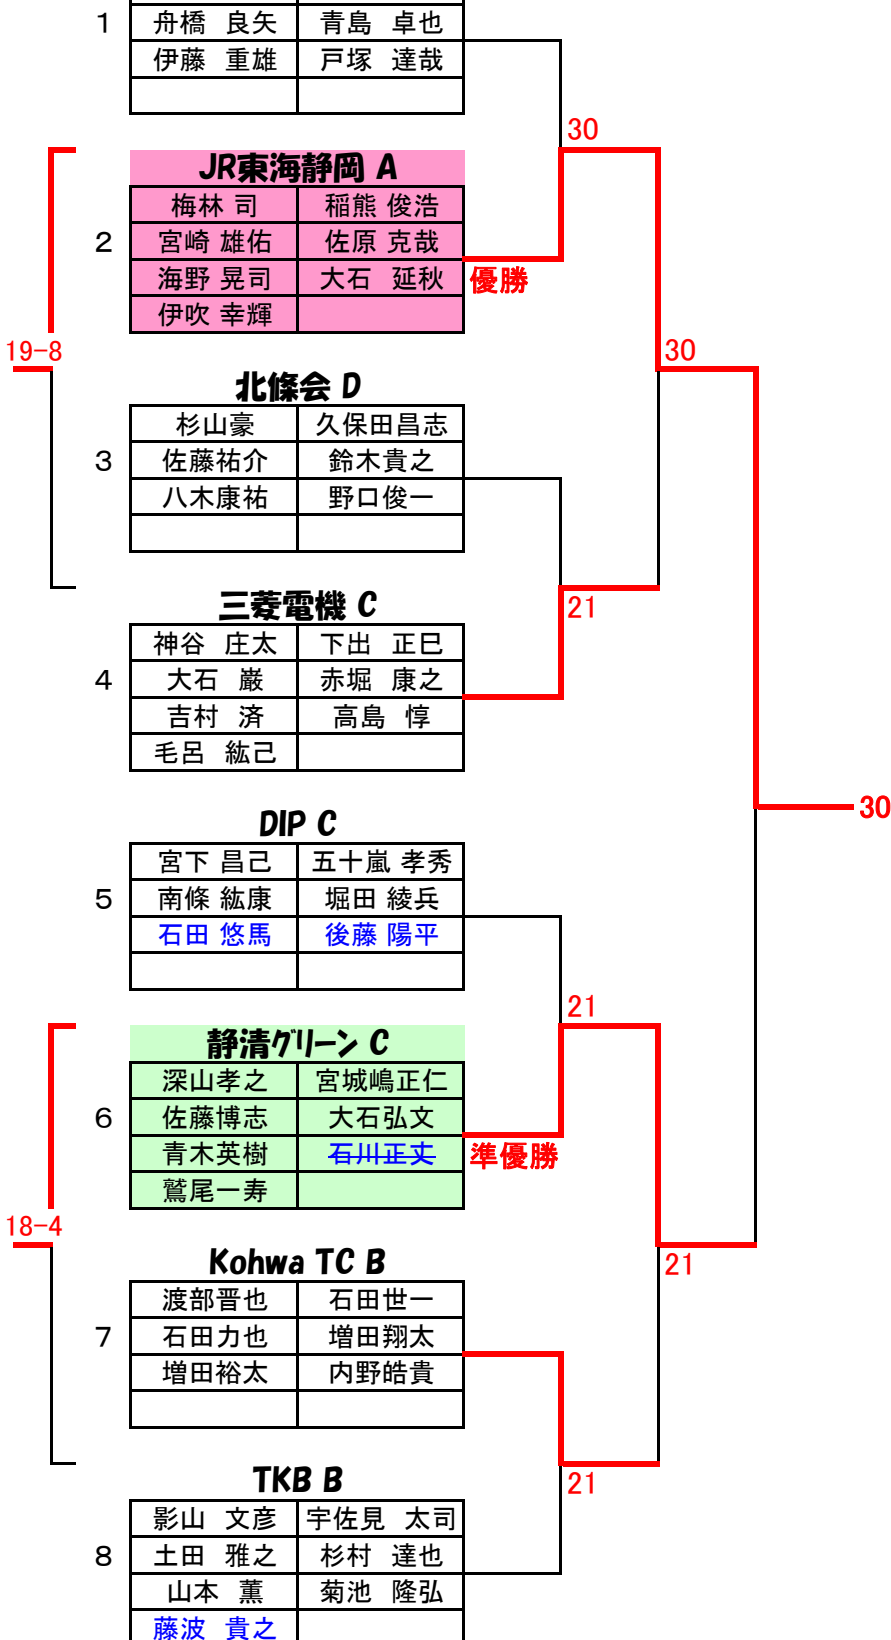 1
舟橋 良矢 青島 卓也
伊藤 重雄 戸塚 達哉
30
JR東海静岡 A
梅林 司 稲熊 俊浩
2
宮崎 雄佑 佐原 克哉
海野 晃司 大石 延秋
優勝
伊吹 幸輝
19-8
30
北條会 D
杉山豪 久保田昌志
3
佐藤祐介 鈴木貴之
八木康祐 野口俊一
三菱電機 C
21
神谷 庄太 下出 正巳
4
大石 巌 赤堀 康之
吉村 済 高島 惇
毛呂 紘己
30
DIP C
宮下 昌己 五十嵐 孝秀
5
南條 紘康 堀田 綾兵
石田 悠馬 後藤 陽平
21
静清グリーン C
深山孝之 宮城嶋正仁
6
佐藤博志 大石弘文
青木英樹 石川正丈
準優勝
鷲尾一寿
18-4
21
Kohwa TC B
渡部晋也 石田世一
7
石田力也 増田翔太
増田裕太 内野皓貴
TKB B
21
影山 文彦 宇佐見 太司
8
土田 雅之 杉村 達也
山本 薫 菊池 隆弘
藤波 貴之